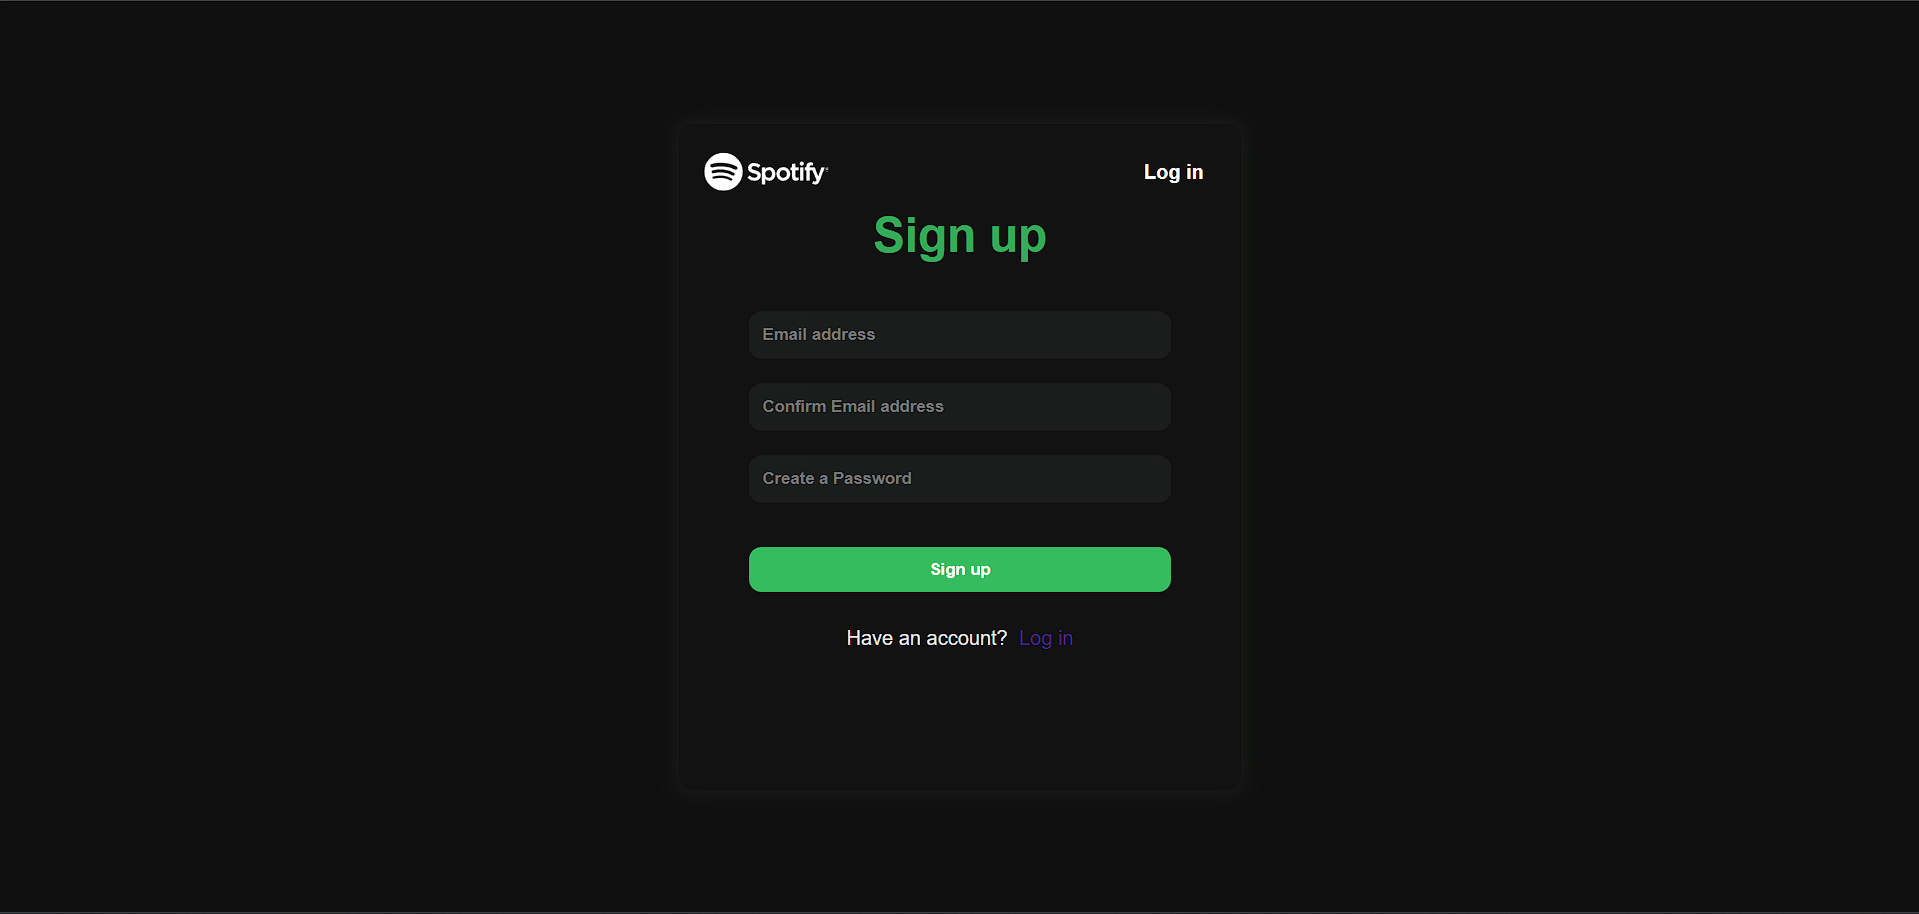 Spotify®
Log in
Sign up
Email address
Confirm Email address
Create a Password
Sign up
Have an account? Log in